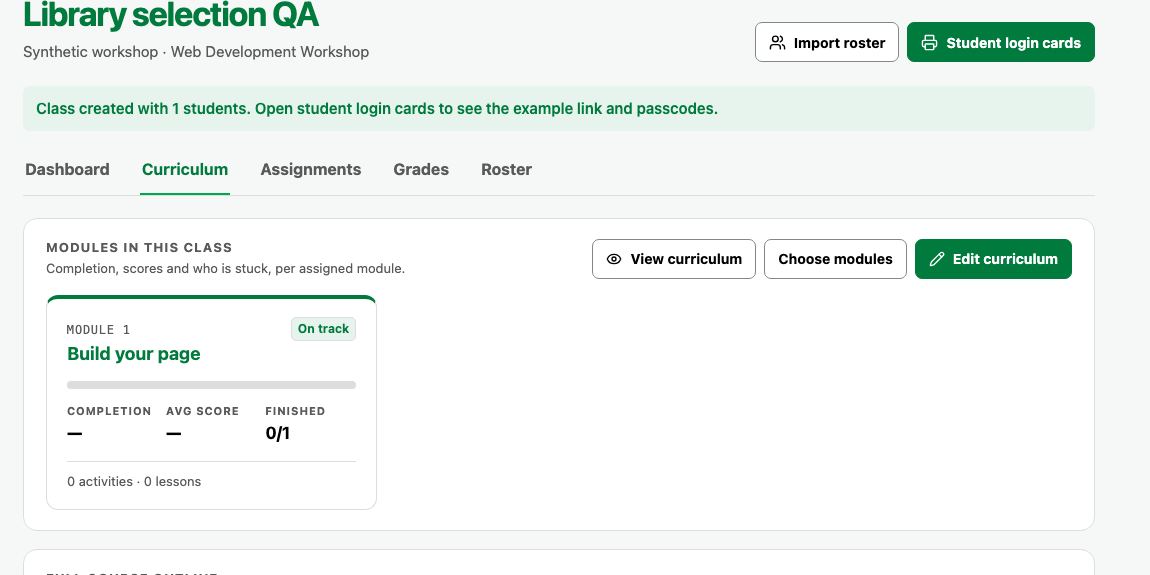 Library selection QA
Synthetic workshop · Web Development Workshop
Import roster
Student login cards
Class created with 1 students. Open student login cards to see the example link and passcodes.
Dashboard
Curriculum
Assignments
Grades
Roster
MODULES IN THIS CLASS
Completion, scores and who is stuck, per assigned module.
View curriculum
Choose modules
Edit curriculum
MODULE 1
On track
Build your page
COMPLETION
AVG SCORE
FINISHED
—
—
0/1
0 activities · 0 lessons
FULL COURSE OUTLINE